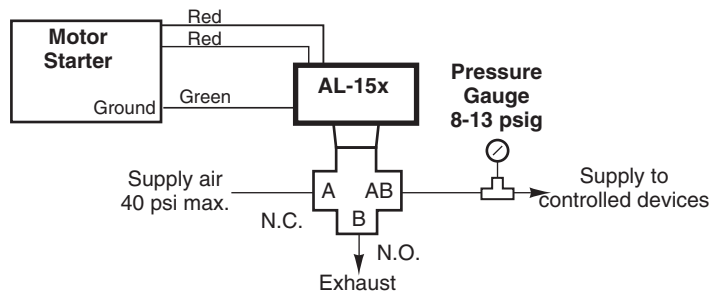 Red
Red
Motor
Starter
AL-15x
Pressure
Gauge
8-13 psig
Green
Ground
Supply air
40 psi max.
A
AB
B
N.C.
N.O.
Exhaust
Supply to
controlled devices